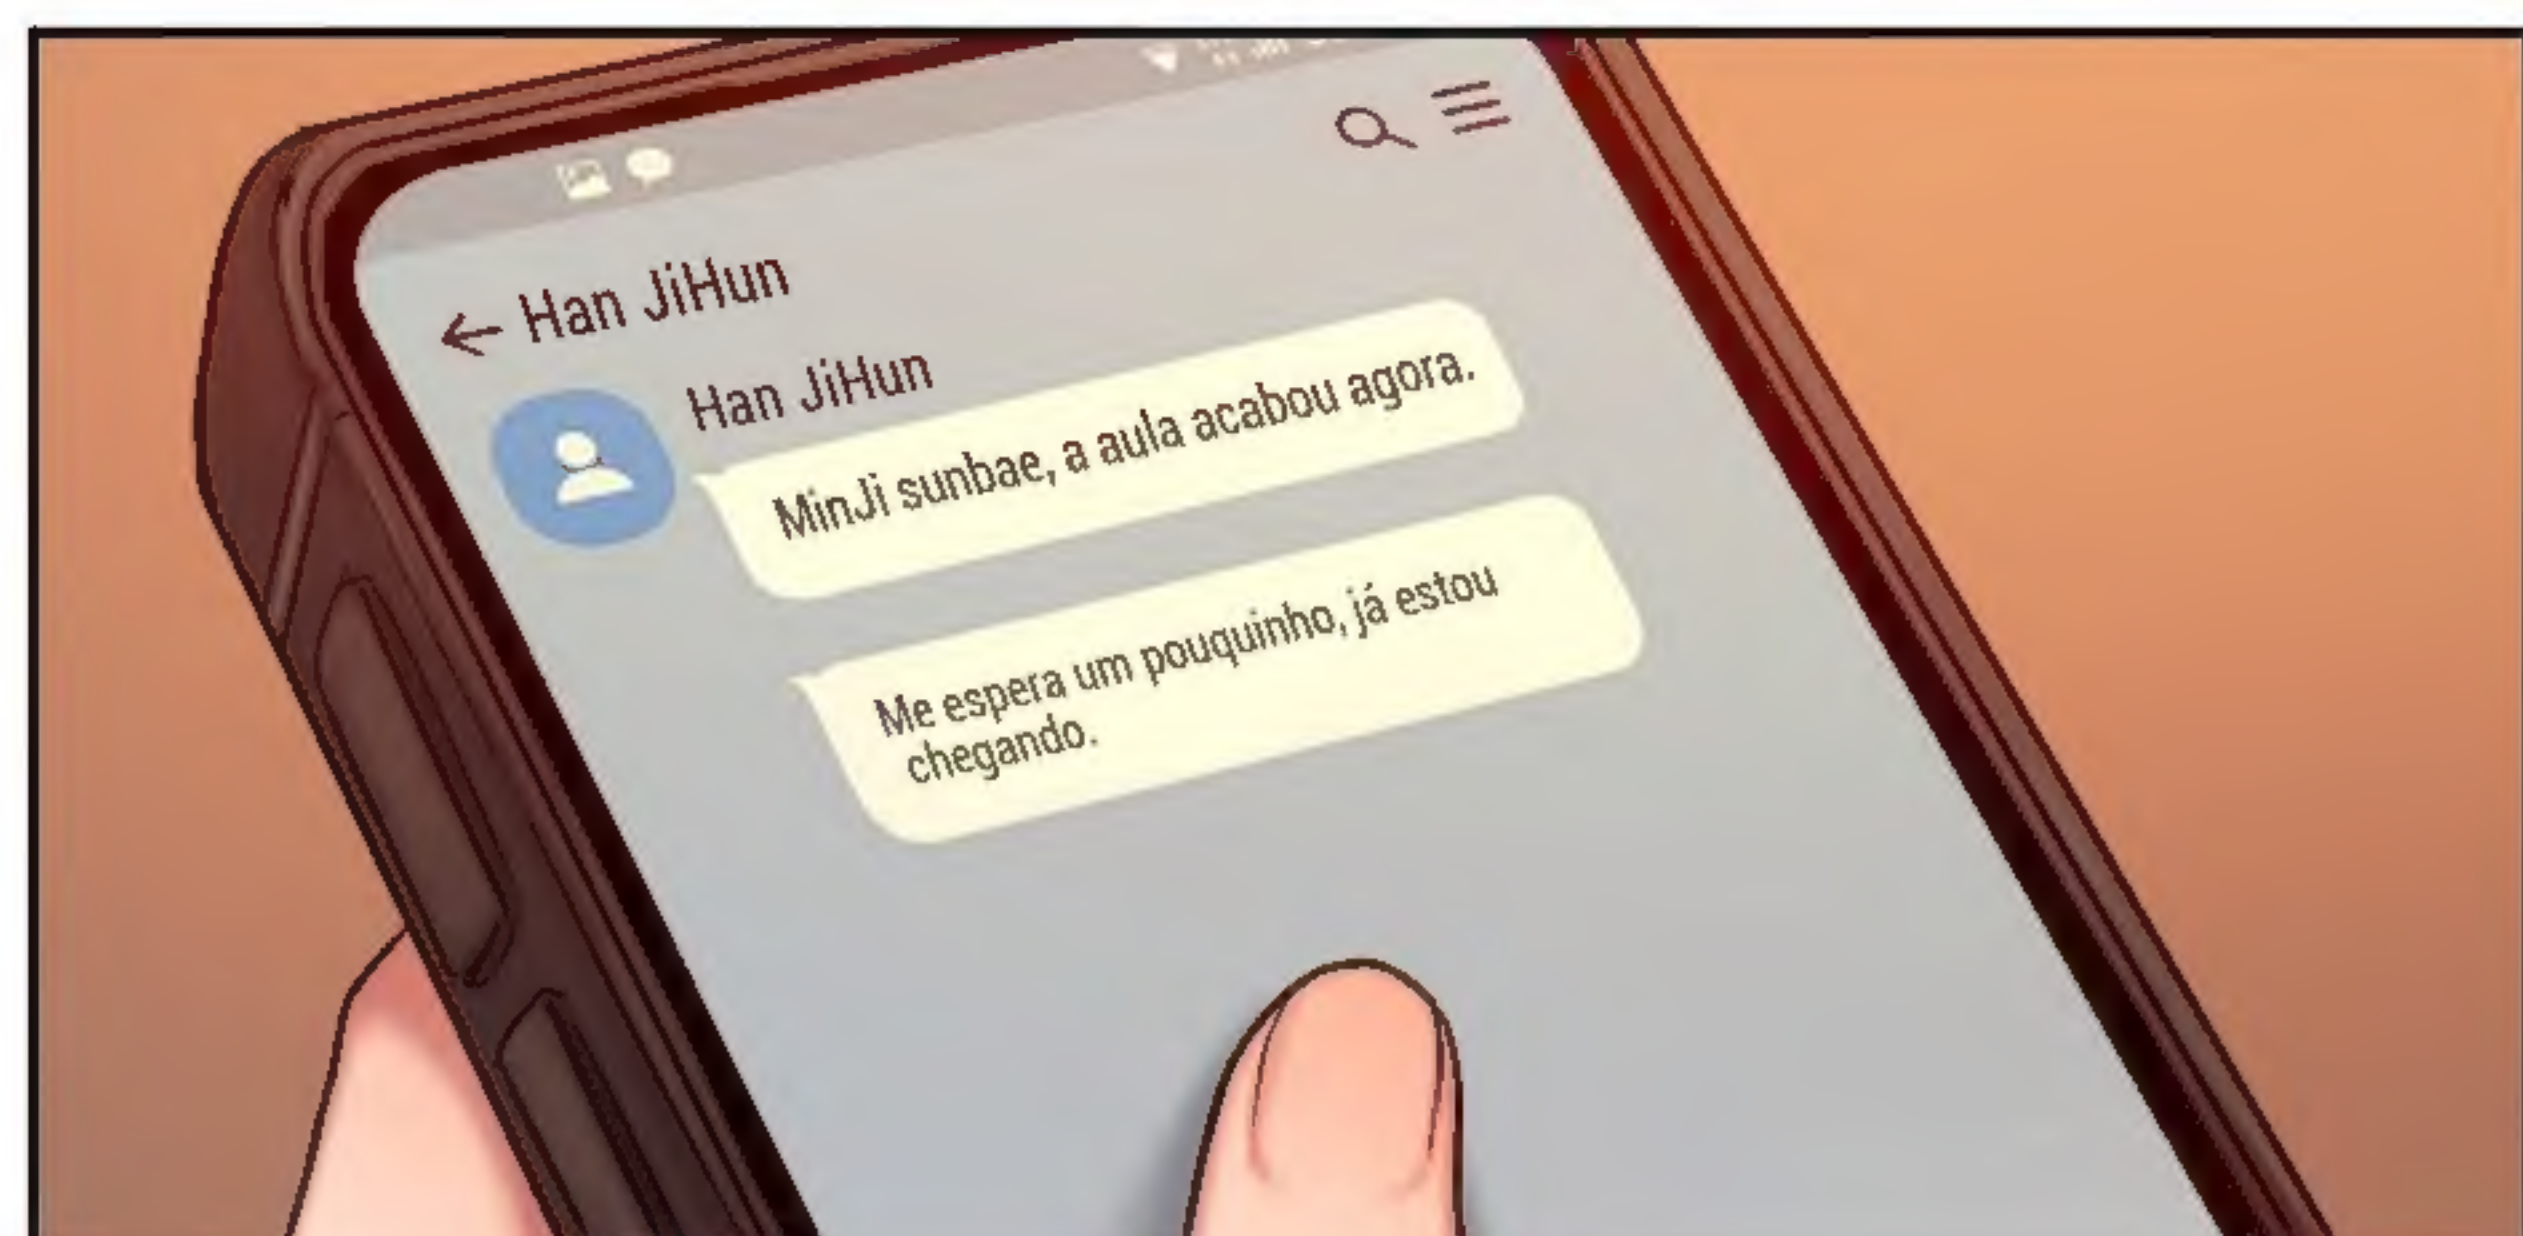 Han JiHun
Han JiHun
MinJi sunbae, a aula acabou agora.
Me espera um pouquinho, já estou
chegando.